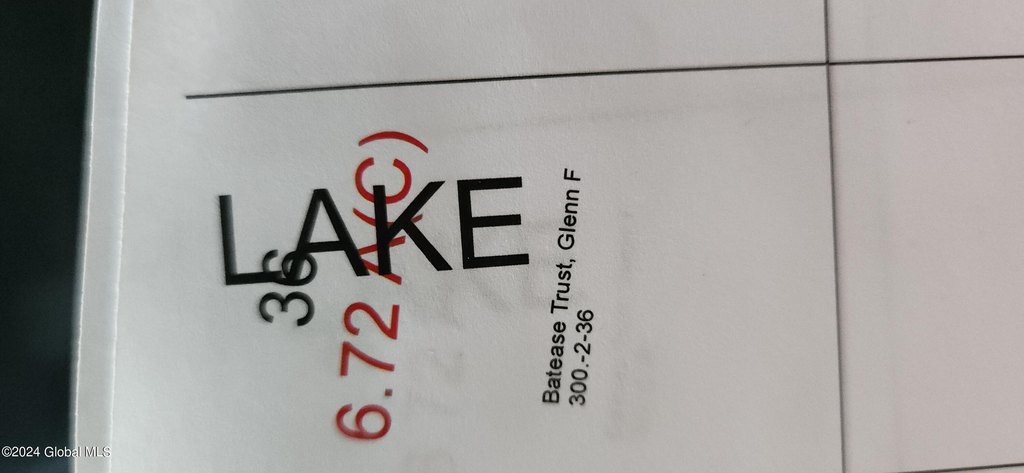 LAKE
36
6.72 A(C)
Batease Trust, Glenn F
300.-2-36
©2024 Global MLS